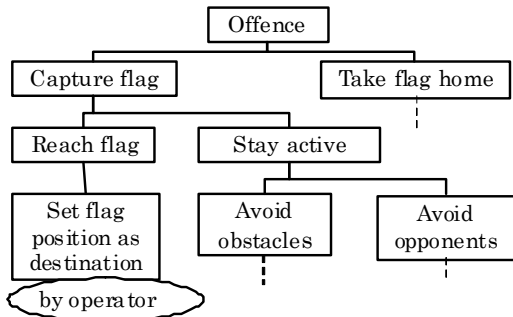 Offence
Capture flag
Take flag home
Reach flag
Stay active
Set flag
position as
destination
Avoid
obstacles
Avoid
opponents
by operator